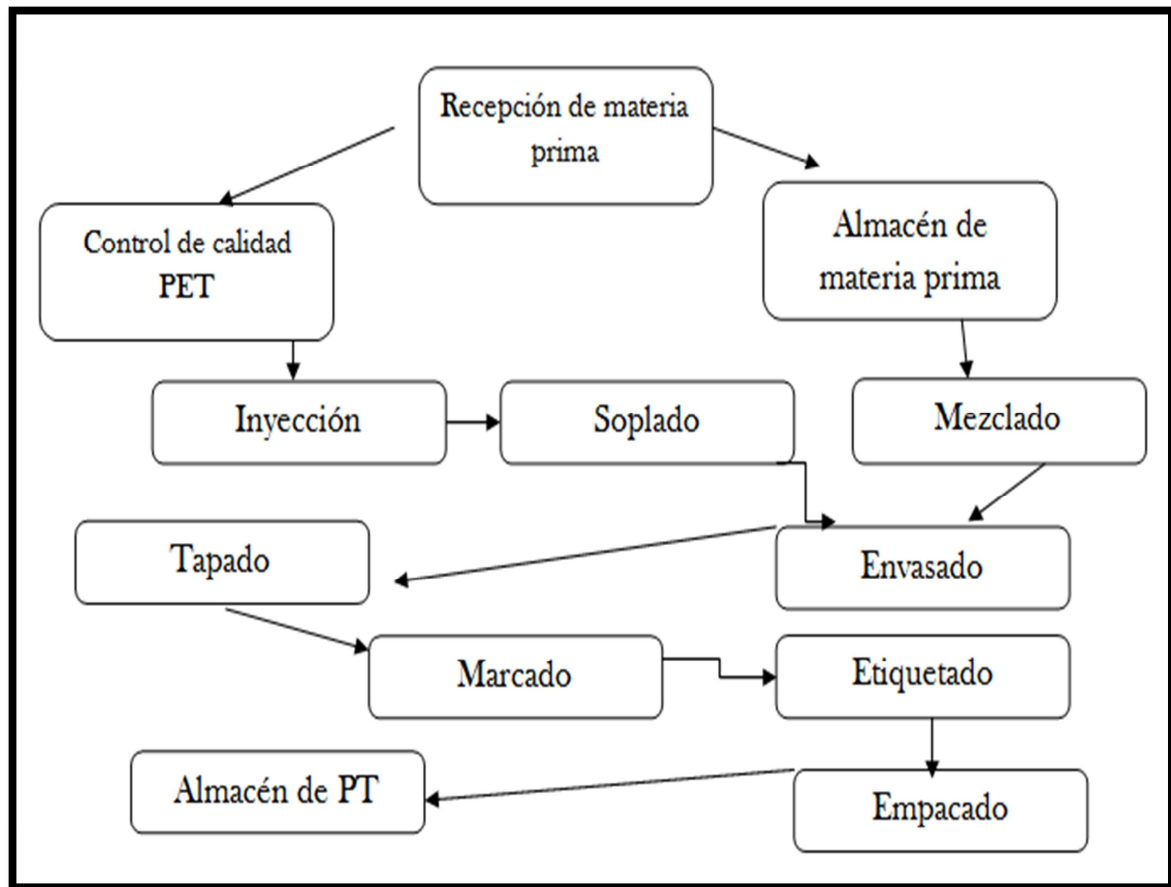 Recepción de materia
prima
Control de calidad
PET
Almacén de
materia prima
Inyección
Soplado
Mezclado
Tapado
Envasado
Marcado
Etiquetado
Almacén de PT
Empacado